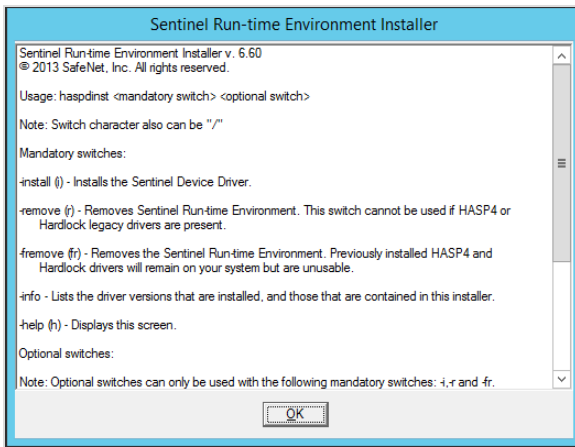 Sentinel Run-time Environment Installer
Sentinel Run-time Environment Installer v. 6.60
© 2013 SafeNet, Inc. All rights reserved.
Usage: haspdinst <mandatory switch> <optional switch>
Note: Switch character also can be "/"
Mandatory switches:
-install (i) - Installs the Sentinel Device Driver.
-remove (r) - Removes Sentinel Run-time Environment. This switch cannot be used if HASP4 or
Hardlock legacy drivers are present.
-fremove (fr) - Removes the Sentinel Run-time Environment. Previously installed HASP4 and
Hardlock drivers will remain on your system but are unusable.
-info - Lists the driver versions that are installed, and those that are contained in this installer.
-help (h) - Displays this screen.
Optional switches:
Note: Optional switches can only be used with the following mandatory switches: -i,-r and -fr.
OK